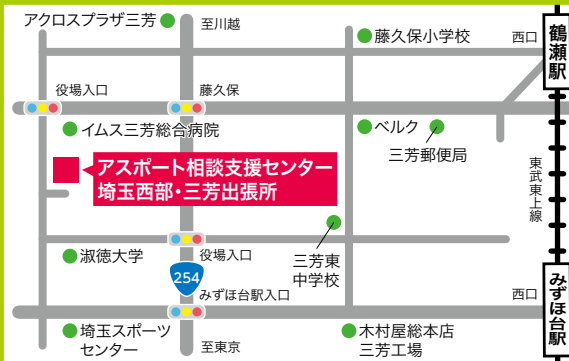 アクロスプラザ三芳
至川越
藤久保小学校
西口
鶴瀬駅
役場入口
藤久保
イムス三芳総合病院
ベルク
三芳郵便局
アスポート相談支援センター
埼玉西部・三芳出張所
東武東上線
淑徳大学
役場入口
三芳東
中学校
254
みずほ台駅入口
西口
みずほ台駅
埼玉スポーツ
センター
至東京
木村屋総本店
三芳工場